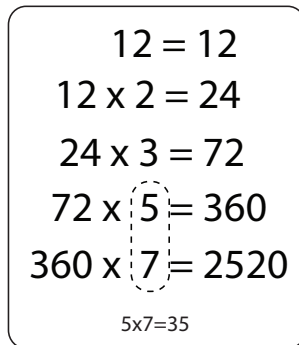 12 = 12
12 x 2 = 24
24 x 3 = 72
72 x 5 = 360
360 x 7 = 2520
5x7=35